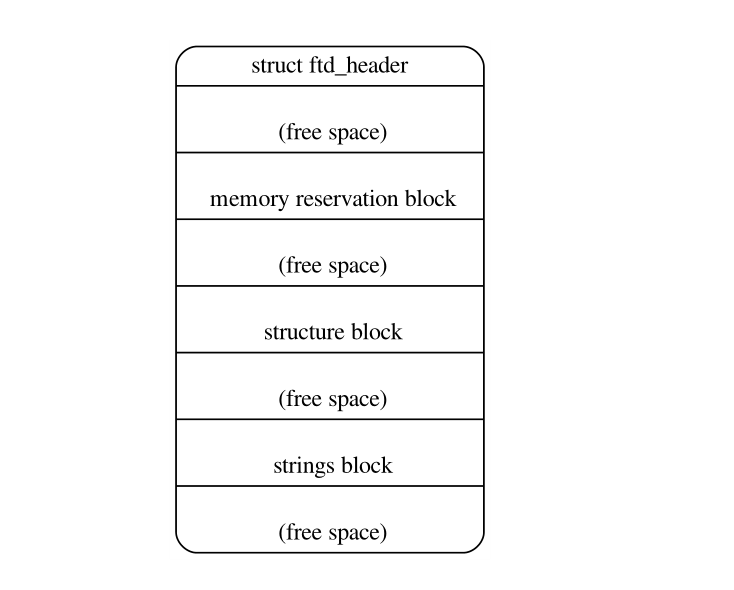 struct ftd_header
(free space)
memory reservation block
(free space)
structure block
(free space)
strings block
(free space)